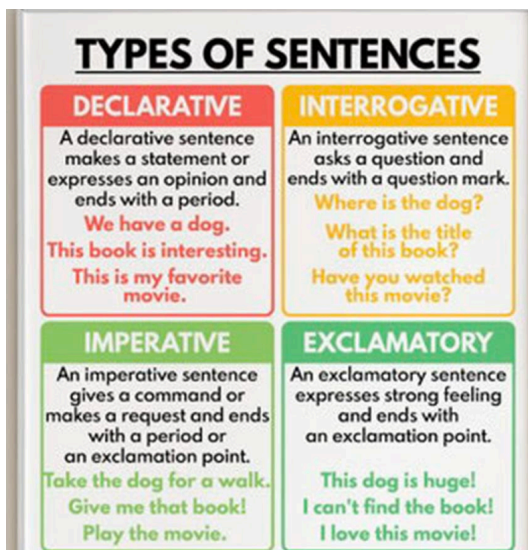 TYPES OF SENTENCES
DECLARATIVE
A declarative sentence
makes a statement or
expresses an opinion and
ends with a period.
We have a dog.
This book is interesting.
This is my favorite
movie.
INTERROGATIVE
An interrogative sentence
asks a question and
ends with a question mark.
Where is the dog?
What is the title
of this book?
Have you watched
this movie?
IMPERATIVE
An imperative sentence
gives a command or
makes a request and ends
with a period or
an exclamation point.
Take the dog for a walk.
Give me that book!
Play the movie.
EXCLAMATORY
An exclamatory sentence
expresses strong feeling
and ends with
an exclamation point.
This dog is huge!
I can't find the book!
I love this movie!